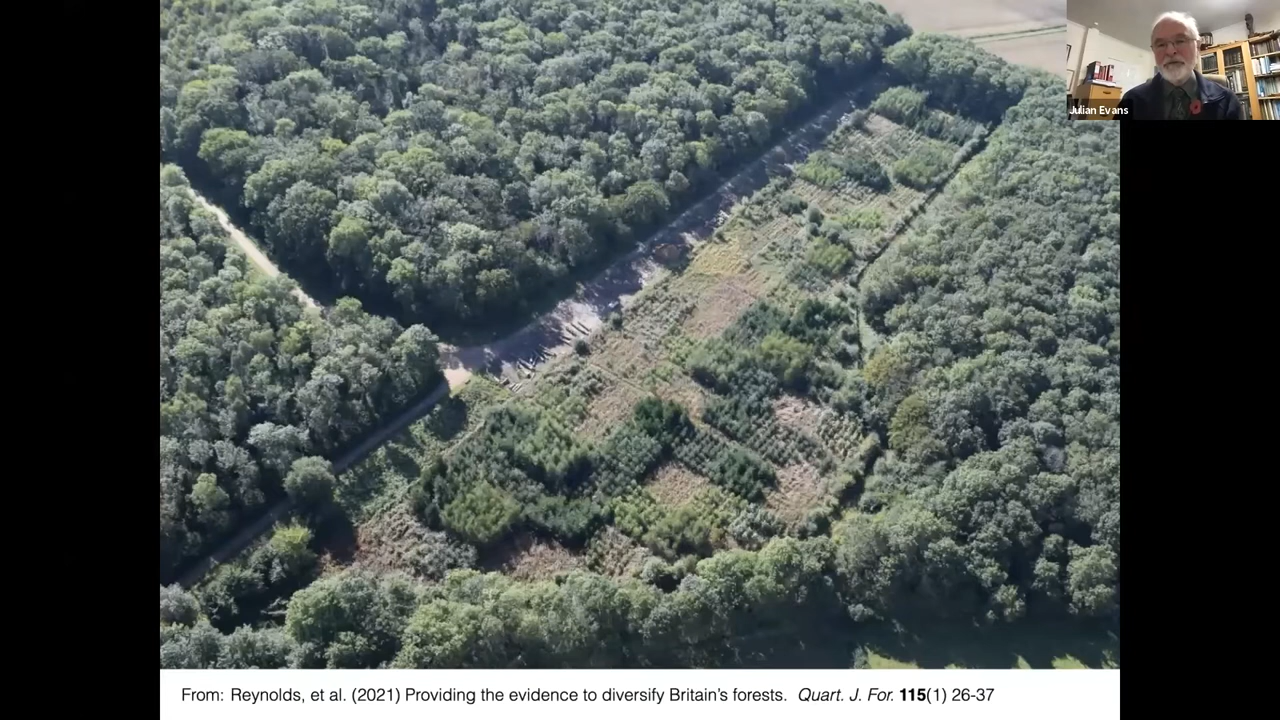 Julian Evans
From: Reynolds, et al. (2021) Providing the evidence to diversify Britain's forests. Quart. J. For. 115(1) 26-37